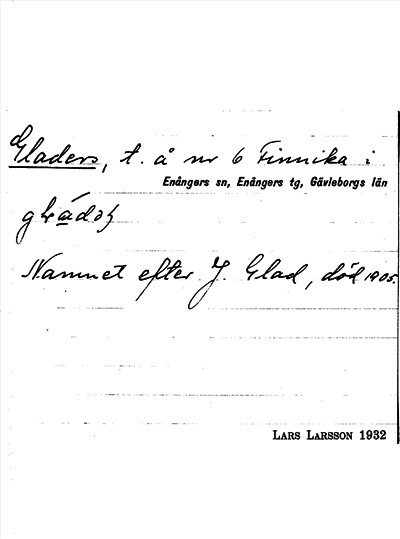 Gladers, t. å nr 6 Finnika i
Enångers sn, Enångers tg, Gävleborgs län
Namnet efter J. Glad, död 1905.
LARS LARSSON 1932